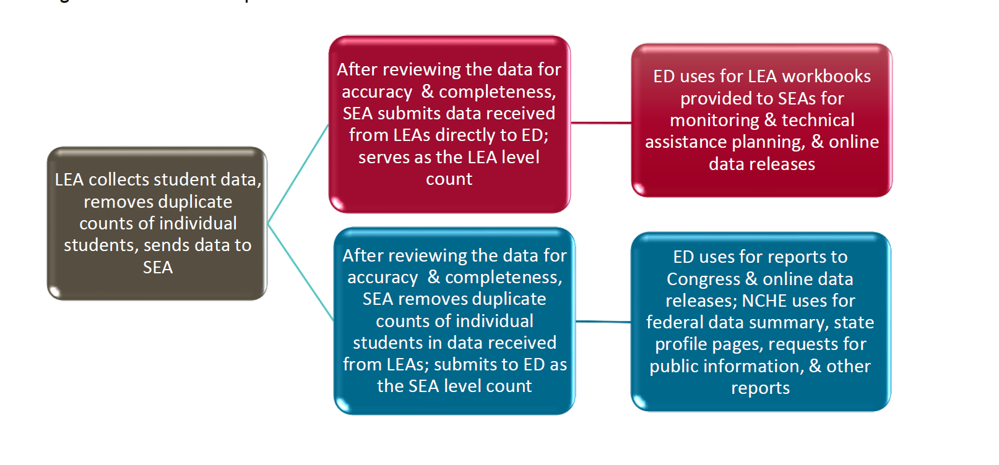 LEA collects student data,
removes duplicate
counts of individual
students, sends data to
SEA
After reviewing the data for
accuracy & completeness,
SEA submits data received
from LEAs directly to ED;
serves as the LEA level
count
ED uses for LEA workbooks
provided to SEAs for
monitoring & technical
assistance planning, & online
data releases
After reviewing the data for
accuracy & completeness,
SEA removes duplicate
counts of individual
students in data received
from LEAs; submits to ED as
the SEA level count
ED uses for reports to
Congress & online data
releases; NCHE uses for
federal data summary, state
profile pages, requests for
public information, & other
reports